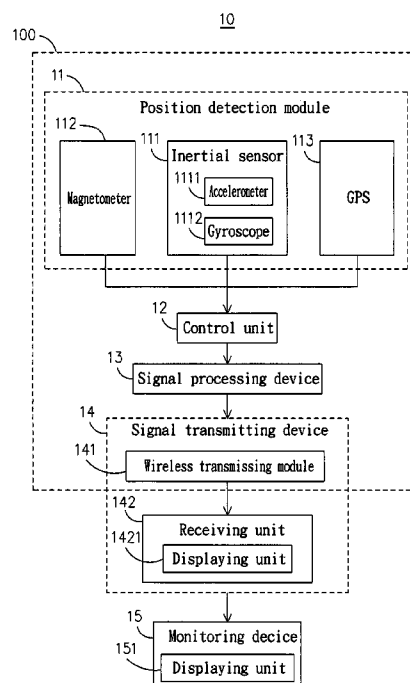 10
100
11
Position detection module
112
111
113
Magnetometer
Inertial sensor
1111
Accelerometer
1112
Gyroscope
GPS
12
Control unit
13
Signal processing device
14
Signal transmitting device
141
Wireless transmissing module
142
Receiving unit
1421
Displaying unit
15
Monitoring decice
151
Displaying unit